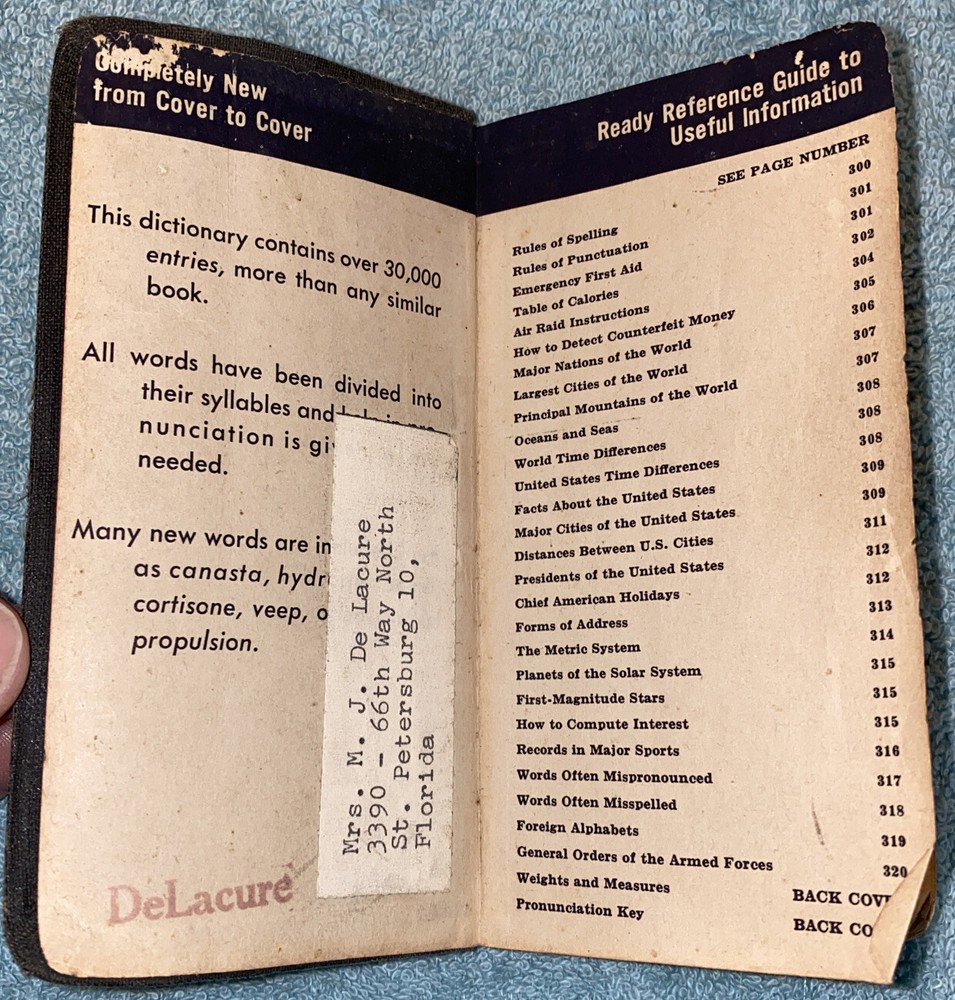 Completely New
from Cover to Cover
This dictionary contains over 30,000
entries, more than any similar
book.
All words have been divided into
their syllables and help in pro-
nunciation is gi
needed.
Many new words are in
as canasta, hydr
cortisone, veep, o
propulsion.
Mrs. M. J. De Lacure
3390 - 66th Way North
St. Petersburg 10,
Florida
DeLacure
Ready Reference Guide to
Useful Information
SEE PAGE NUMBER
Rules of Spelling 300
Rules of Punctuation 301
Emergency First Aid 301
Table of Calories 302
Air Raid Instructions 304
How to Detect Counterfeit Money 305
Major Nations of the World 306
Largest Cities of the World 307
Principal Mountains of the World 307
Oceans and Seas 308
World Time Differences 308
United States Time Differences 308
Facts About the United States 309
Major Cities of the United States 309
Distances Between U.S. Cities 311
Presidents of the United States 312
Chief American Holidays 312
Forms of Address 313
The Metric System 314
Planets of the Solar System 315
First-Magnitude Stars 315
How to Compute Interest 315
Records in Major Sports 316
Words Often Mispronounced 317
Words Often Misspelled 318
Foreign Alphabets 319
General Orders of the Armed Forces 320
Weights and Measures BACK COV
Pronunciation Key BACK CO